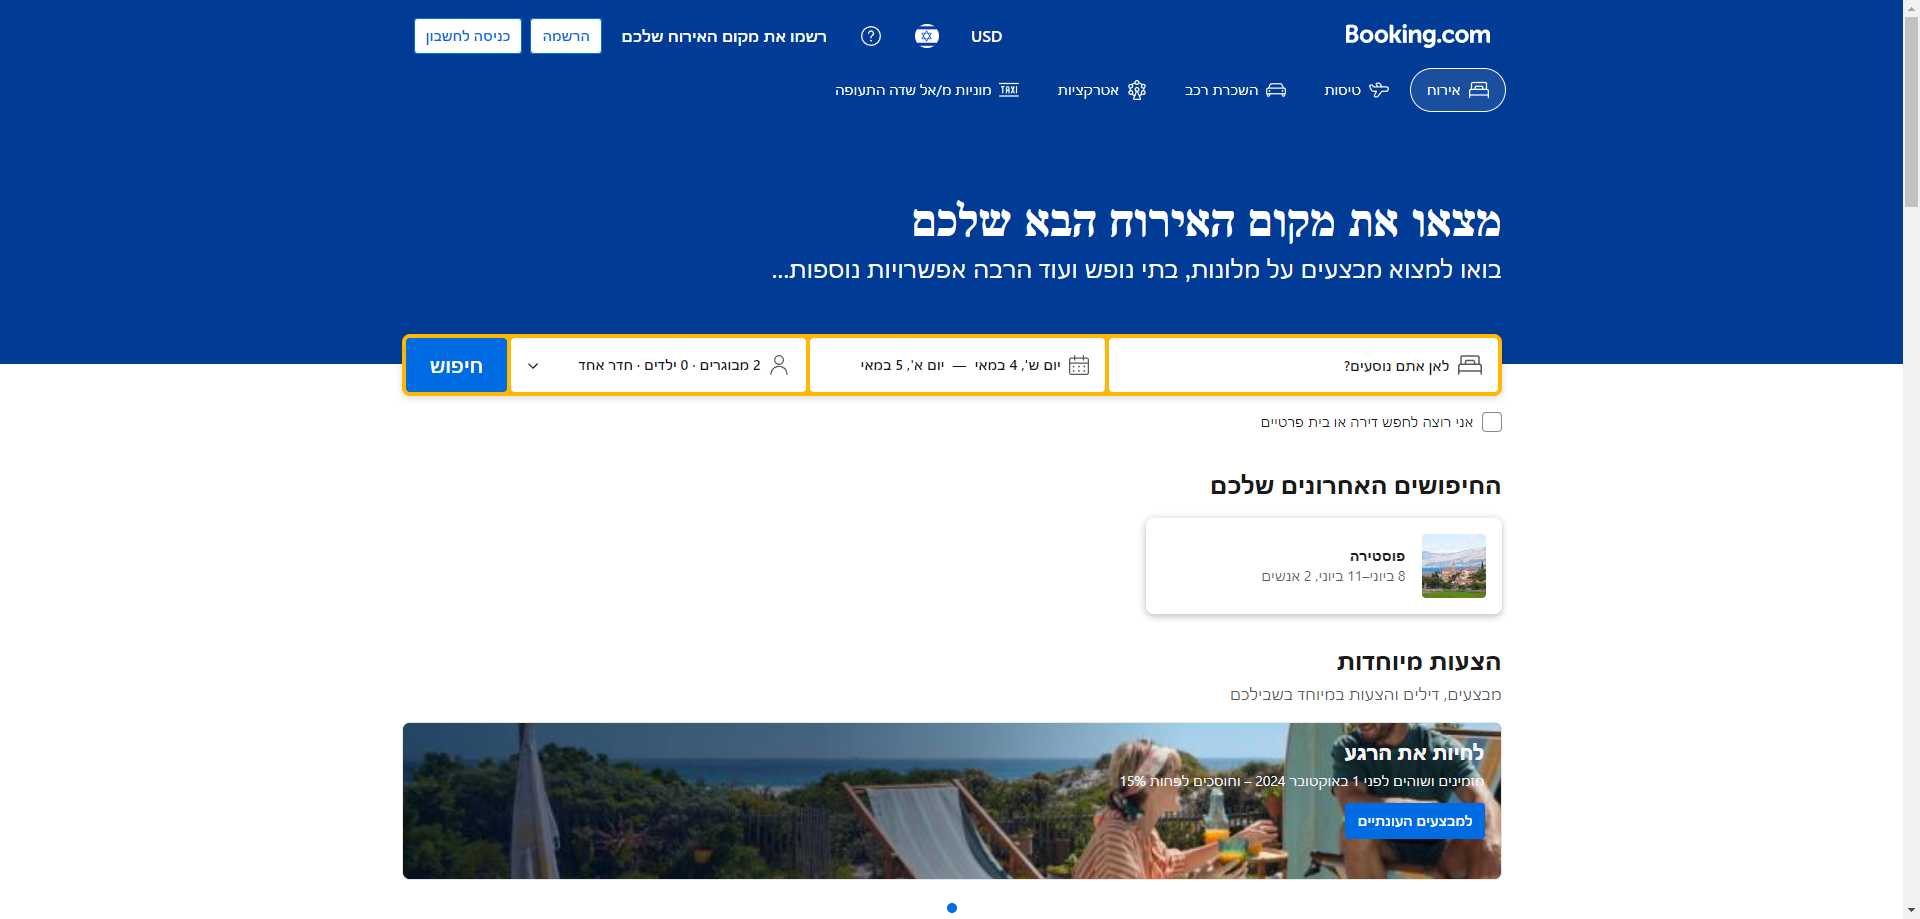 Booking.com
USD
רשמו את מקום האירוח שלכם
הרשמה
כניסה לחשבון
אירוח
טיסות
השכרת רכב
אטרקציות
TAXI
מוניות מ/אל שדה התעופה
מצאו את מקום האירוח הבא שלכם
בואו למצוא מבצעים על מלונות, בתי נופש ועוד הרבה אפשרויות נוספות...
לאן אתם נוסעים?
יום ש', 4 במאי — יום א', 5 במאי
2 מבוגרים · 0 ילדים · חדר אחד
חיפוש
אני רוצה לחפש דירה או בית פרטיים
החיפושים האחרונים שלכם
פוסטירה
8 ביוני–11 ביוני, 2 אנשים
הצעות מיוחדות
מבצעים, דילים והצעות במיוחד בשבילכם
לחיות את הרגע
מזמינים ושוהים לפני 1 באוקטובר 2024 – וחוסכים לפחות 15%
למבצעים העונתיים